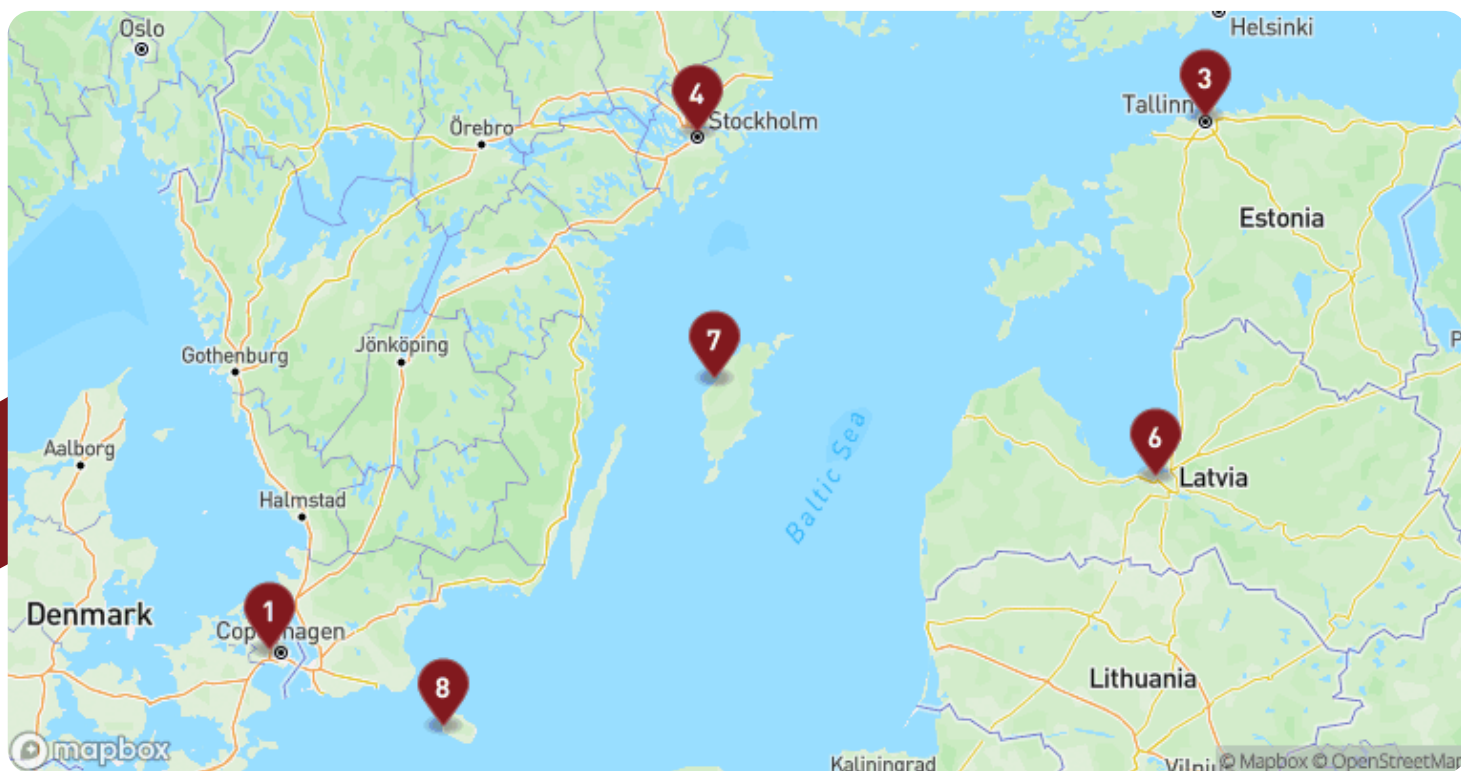 Oslo
Helsinki
3
4
Tallinn
Stockholm
Örebro
Estonia
7
Jönköping
Gothenburg
6
Aalborg
Baltic Sea
Latvia
Halmstad
1
Denmark
Copenhagen
8
Lithuania
mapbox
Kaliningrad
© Mapbox © OpenStreetMap